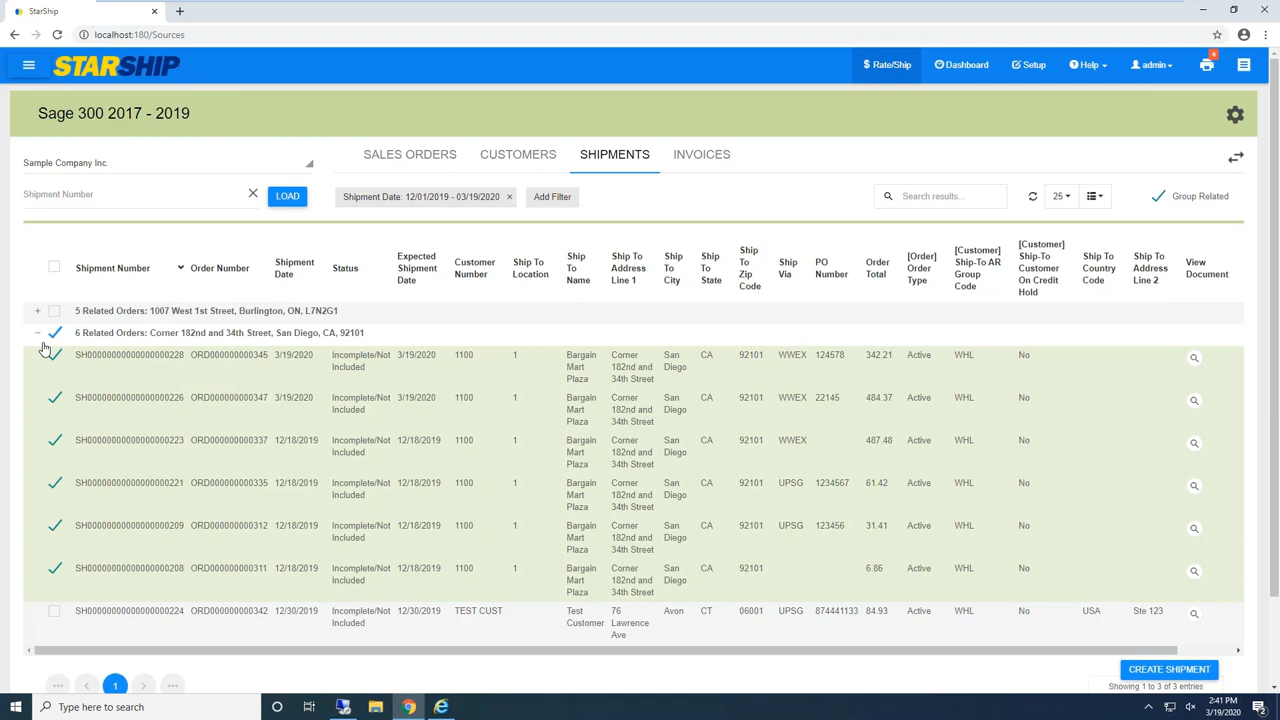 StarShip
localhost:180/Sources
STARSHIP
$ Rate/Ship
Dashboard
Setup
Help
admin
4
Sage 300 2017 - 2019
Sample Company Inc.
Shipment Number
LOAD
SALES ORDERS
CUSTOMERS
SHIPMENTS
INVOICES
Shipment Date: 12/01/2019 - 03/19/2020 ×
Add Filter
Search results...
25
Group Related
Shipment Number
Order Number
Shipment
Date
Status
Expected
Shipment
Date
Customer
Number
Ship To
Location
Ship
To
Name
Ship To
Address
Line 1
Ship
To
City
Ship
To
State
Ship
To
Zip
Code
Ship
Via
PO
Number
Order
Total
[Order]
Order
Type
[Customer]
Ship-To AR
Group
Code
[Customer]
Ship-To
Customer
On Credit
Hold
Ship To
Country
Code
Ship To
Address
Line 2
View
Document
+ 5 Related Orders: 1007 West 1st Street, Burlington, ON, L7N2G1
− 6 Related Orders: Corner 182nd and 34th Street, San Diego, CA, 92101
SH00000000000000000228 ORD000000000345 3/19/2020 Incomplete/Not 3/19/2020 1100 1 Bargain Corner San CA 92101 WWEX 124578 342.21 Active WHL No
Included Mart 182nd and Diego
Plaza 34th Street
SH00000000000000000226 ORD000000000347 3/19/2020 Incomplete/Not 3/19/2020 1100 1 Bargain Corner San CA 92101 WWEX 22145 484.37 Active WHL No
Included Mart 182nd and Diego
Plaza 34th Street
SH00000000000000000223 ORD000000000337 12/18/2019 Incomplete/Not 12/18/2019 1100 1 Bargain Corner San CA 92101 WWEX 487.48 Active WHL No
Included Mart 182nd and Diego
Plaza 34th Street
SH00000000000000000221 ORD000000000335 12/18/2019 Incomplete/Not 12/18/2019 1100 1 Bargain Corner San CA 92101 UPSG 1234567 61.42 Active WHL No
Included Mart 182nd and Diego
Plaza 34th Street
SH00000000000000000209 ORD000000000312 12/18/2019 Incomplete/Not 12/18/2019 1100 1 Bargain Corner San CA 92101 UPSG 123456 31.41 Active WHL No
Included Mart 182nd and Diego
Plaza 34th Street
SH00000000000000000208 ORD000000000311 12/18/2019 Incomplete/Not 12/18/2019 1100 1 Bargain Corner San CA 92101 6.86 Active WHL No
Included Mart 182nd and Diego
Plaza 34th Street
SH00000000000000000224 ORD000000000342 12/30/2019 Incomplete/Not 12/30/2019 TEST CUST Test 76 Avon CT 06001 UPSG 874441133 84.93 Active WHL No USA Ste 123
Included Customer Lawrence
Ave
CREATE SHIPMENT
1
Showing 1 to 3 of 3 entries
Type here to search
2:41 PM
3/19/2020
2